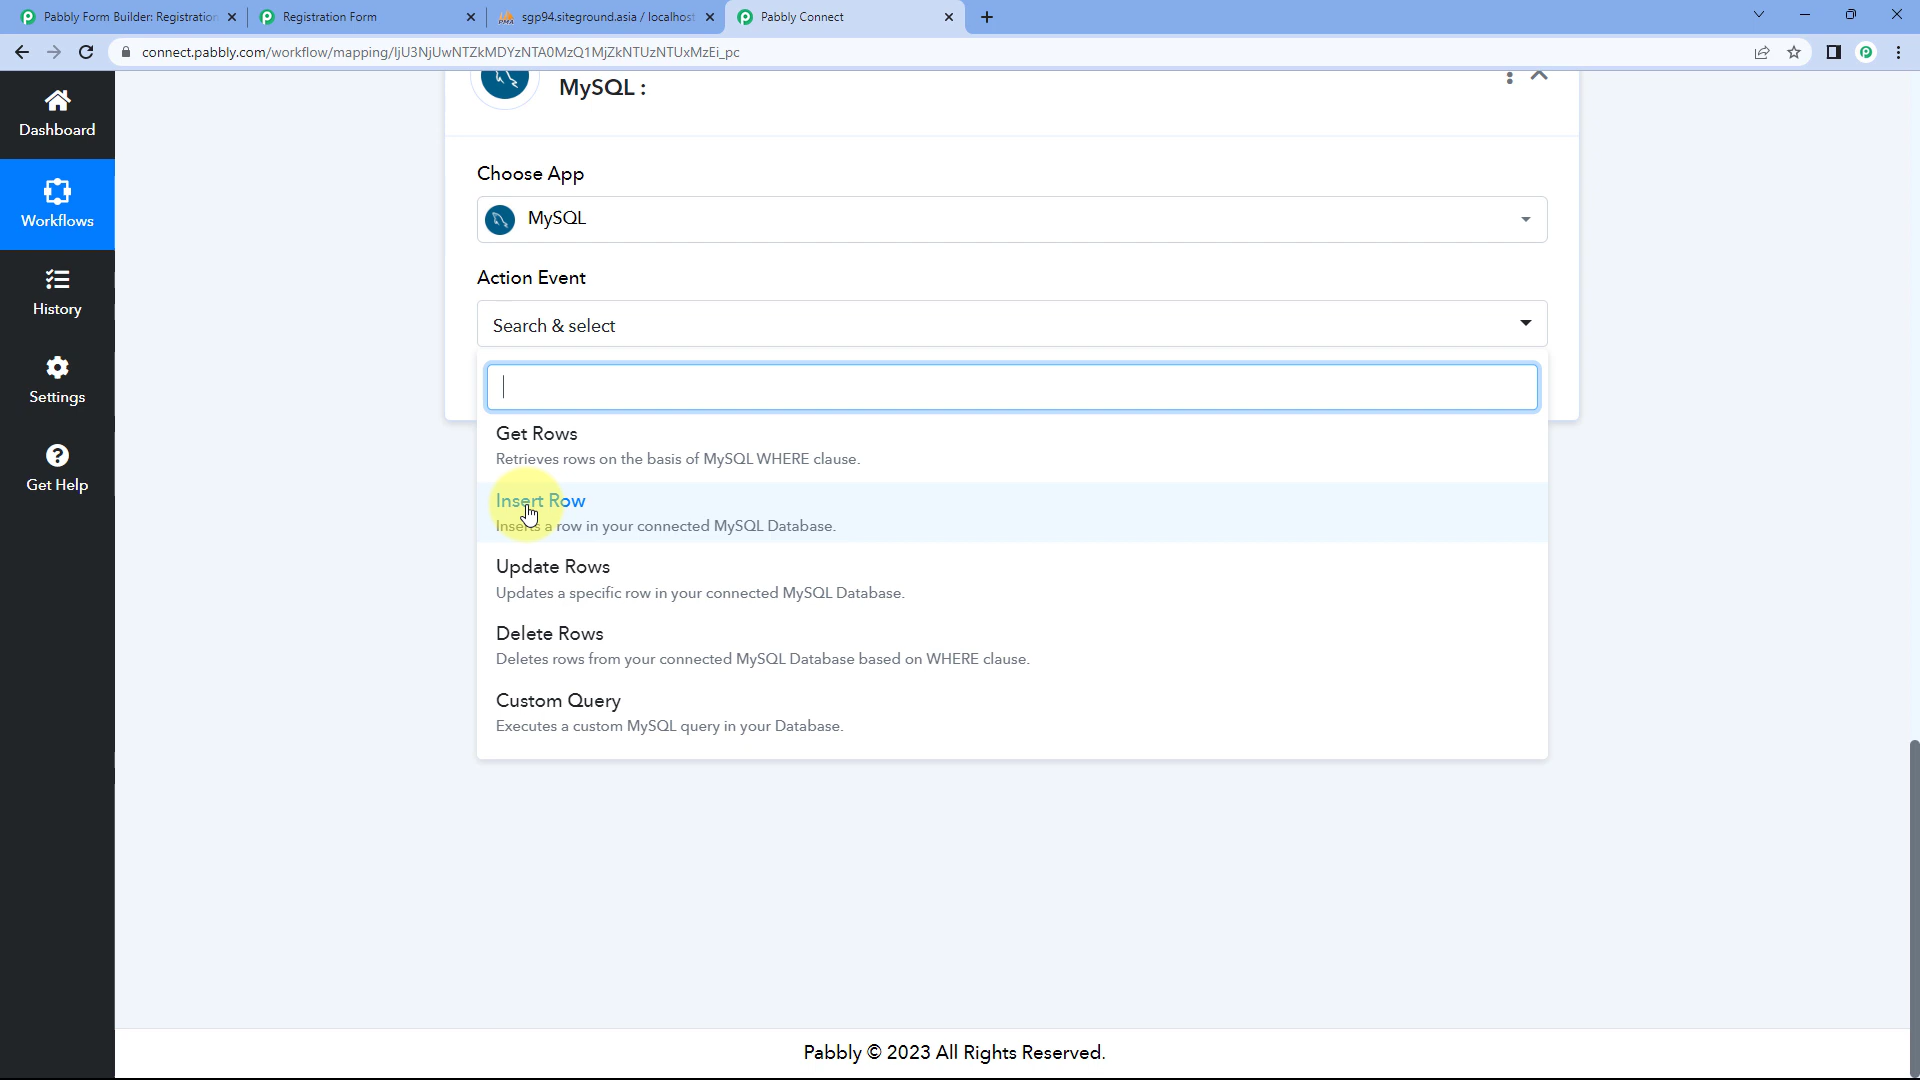 Pabbly Form Builder: Registration
Registration Form
sgp94.siteground.asia / localhost
Pabbly Connect
connect.pabbly.com/workflow/mapping/IjU3NjUwNTZkMDYzNTA0MzQ1MjZkNTUzNTUxMzEi_pc
Dashboard
Workflows
History
Settings
Get Help
MySQL :
Choose App
MySQL
Action Event
Search & select
Get Rows
Retrieves rows on the basis of MySQL WHERE clause.
Insert Row
Inserts a row in your connected MySQL Database.
Update Rows
Updates a specific row in your connected MySQL Database.
Delete Rows
Deletes rows from your connected MySQL Database based on WHERE clause.
Custom Query
Executes a custom MySQL query in your Database.
Pabbly © 2023 All Rights Reserved.